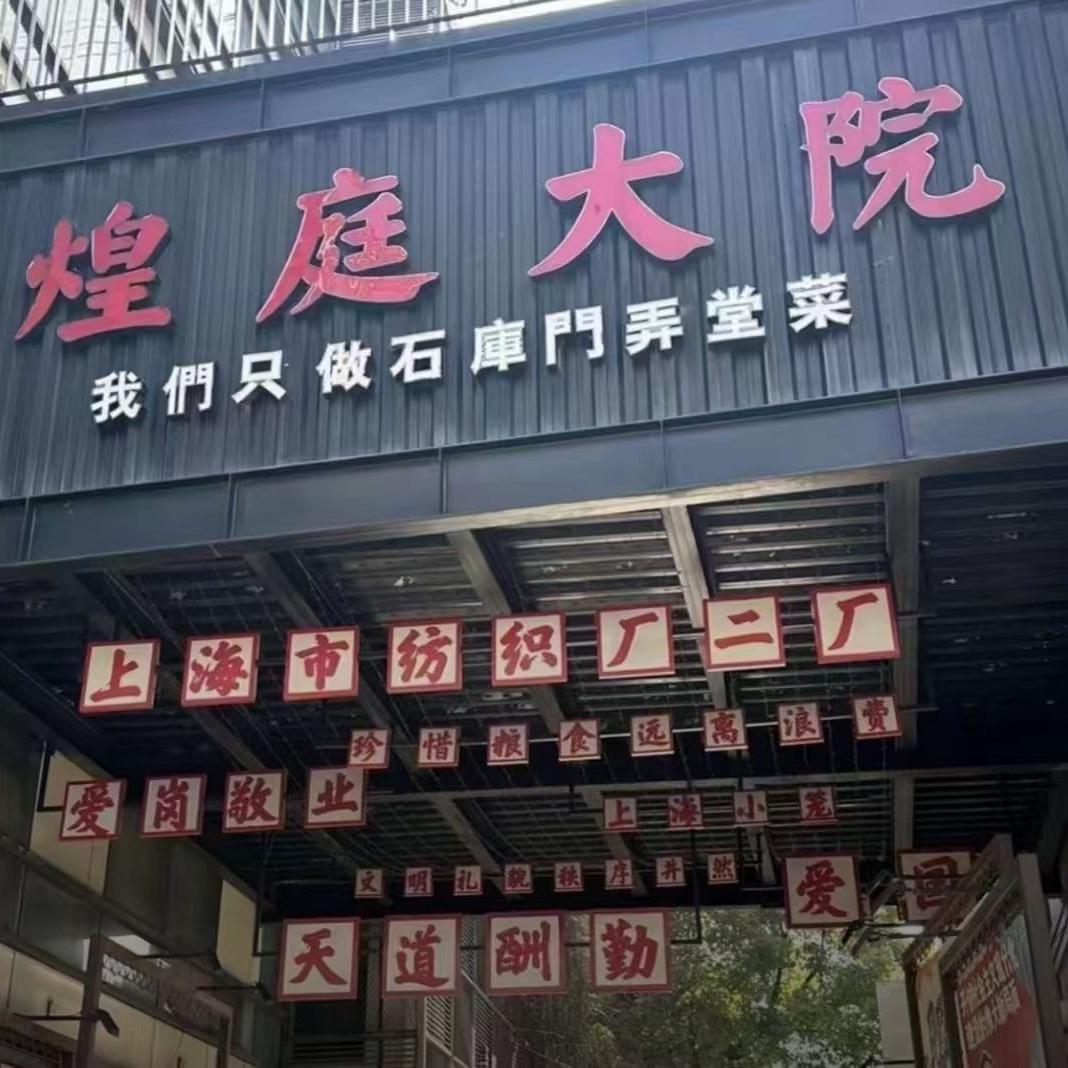 煌庭大院
我們只做石庫門弄堂菜
上海市纺织厂二厂
珍惜粮食远离浪费
爱岗敬业
上海小笼
文明礼貌秩序井然
爱国
天道酬勤